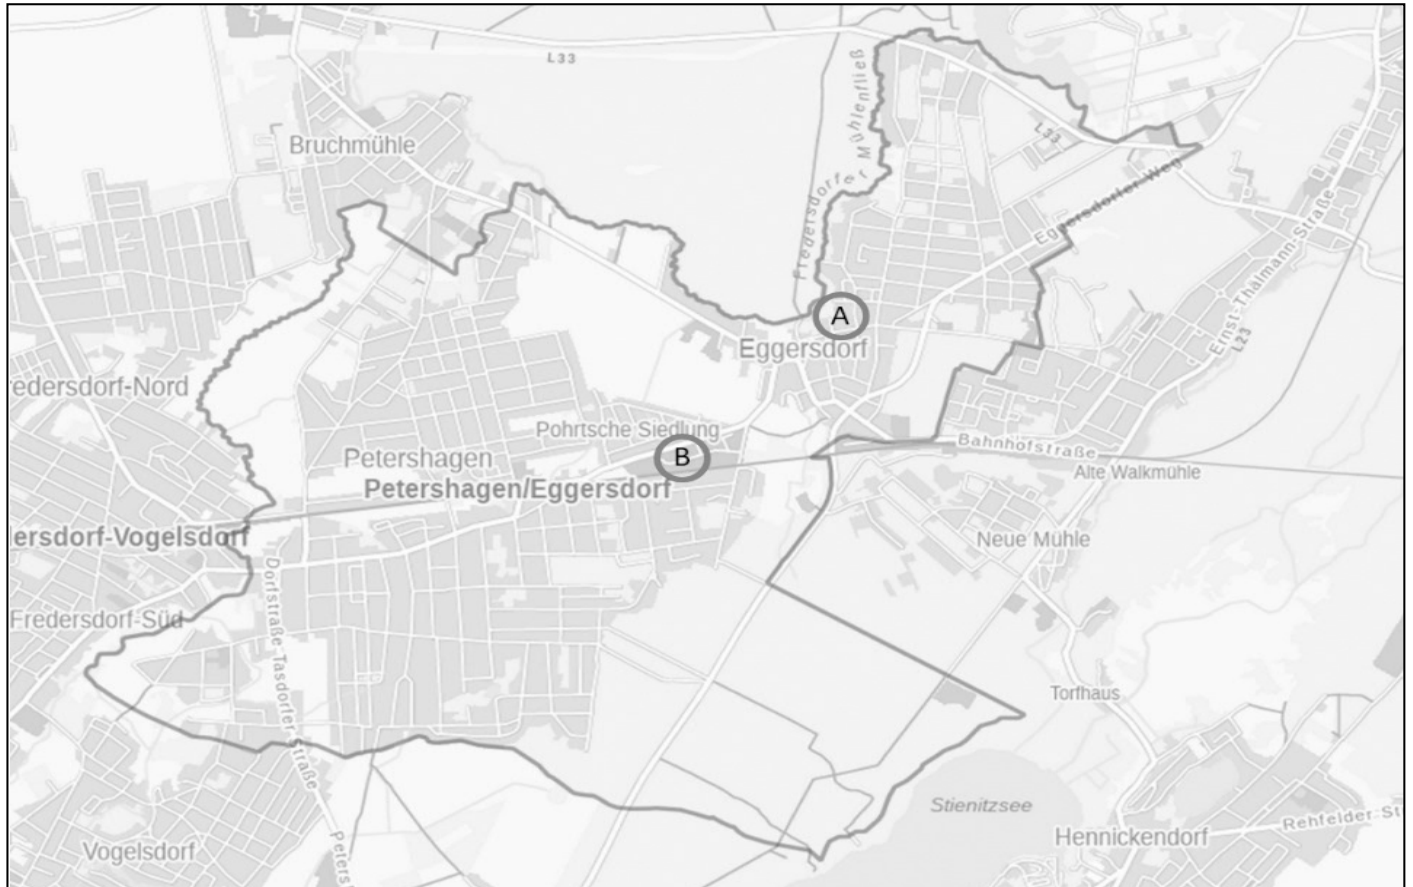 L33
Fredersdorfer Mühlenfließ
L33
Bruchmühle
Eggersdorfer Weg
Ernst-Thälmann-Straße
L23
A
Eggersdorf
edersdorf-Nord
Pohrtsche Siedlung
Bahnhofstraße
B
Petershagen
Alte Walkmühle
Petershagen/Eggersdorf
ersdorf-Vogelsdorf
Neue Mühle
Dorfstraße-Tasdorfer Straße
Fredersdorf-Süd
Torfhaus
Stienitzsee
Rehfelder St
Hennickendorf
Vogelsdorf
Peters